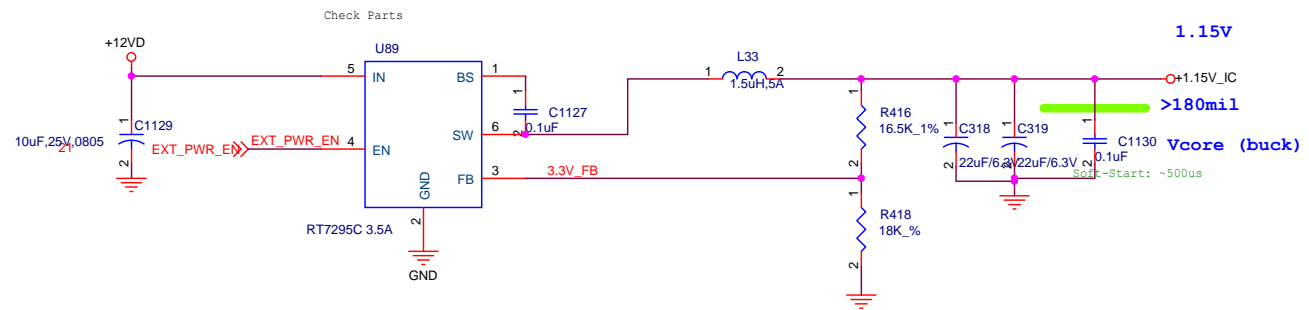 Check Parts
1.15V
+12VD
U89
L33
5
IN
BS
1
1
2
1.5uH,5A
+1.15V_IC
1
C1127
0.1uF
2
6
SW
1
R416
16.5K_1%
2
1
C318
22uF/6.3V
2
1
C319
22uF/6.3V
2
1
C1130
0.1uF
2
>180mil
Vcore (buck)
Soft-Start: ~500us
1
C1129
10uF,25V,0805
2
21
EXT_PWR_EN
EXT_PWR_EN
4
EN
FB
3
3.3V_FB
GND
2
RT7295C 3.5A
GND
1
R418
18K_%
2